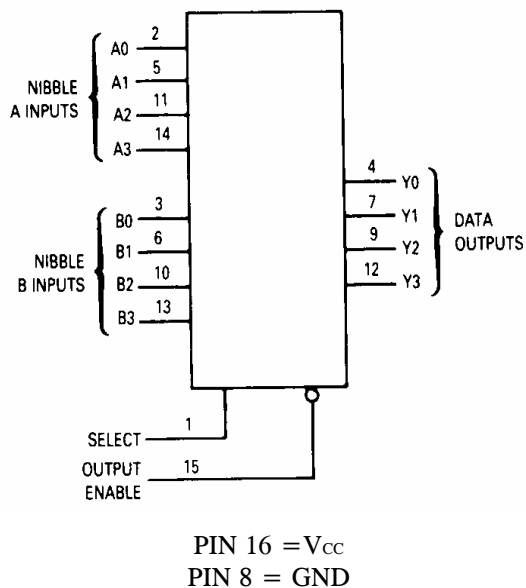 NIBBLE
A INPUTS
A0 2
A1 5
A2 11
A3 14
NIBBLE
B INPUTS
B0 3
B1 6
B2 10
B3 13
4 Y0
7 Y1
9 Y2
12 Y3
DATA
OUTPUTS
SELECT 1
OUTPUT
ENABLE
15
PIN 16 =VCC
PIN 8 = GND